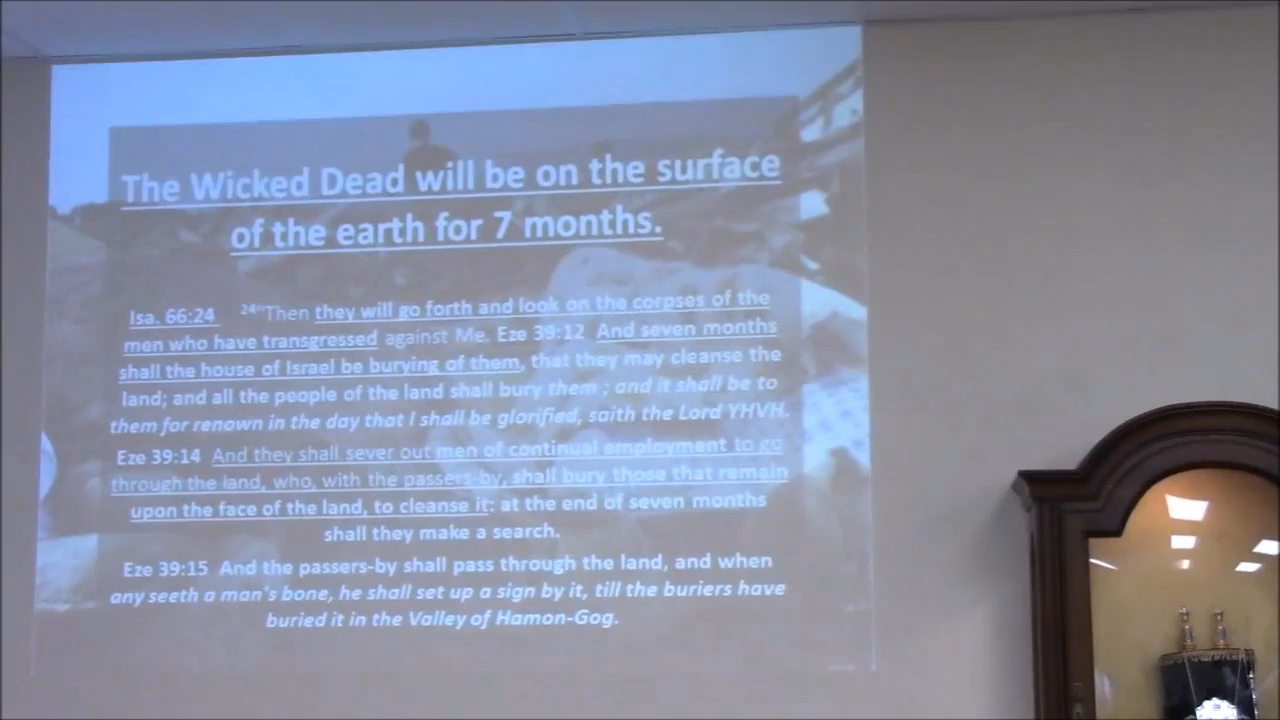 The Wicked Dead will be on the surface
of the earth for 7 months.
Isa. 66:24 24"Then they will go forth and look on the corpses of the
men who have transgressed against Me. Eze 39:12 And seven months
shall the house of Israel be burying of them, that they may cleanse the
land; and all the people of the land shall bury them ; and it shall be to
them for renown in the day that I shall be glorified, saith the Lord YHVH.
Eze 39:14 And they shall sever out men of continual employment to go
through the land, who, with the passers-by, shall bury those that remain
upon the face of the land, to cleanse it: at the end of seven months
shall they make a search.
Eze 39:15 And the passers-by shall pass through the land, and when
any seeth a man's bone, he shall set up a sign by it, till the buriers have
buried it in the Valley of Hamon-Gog.